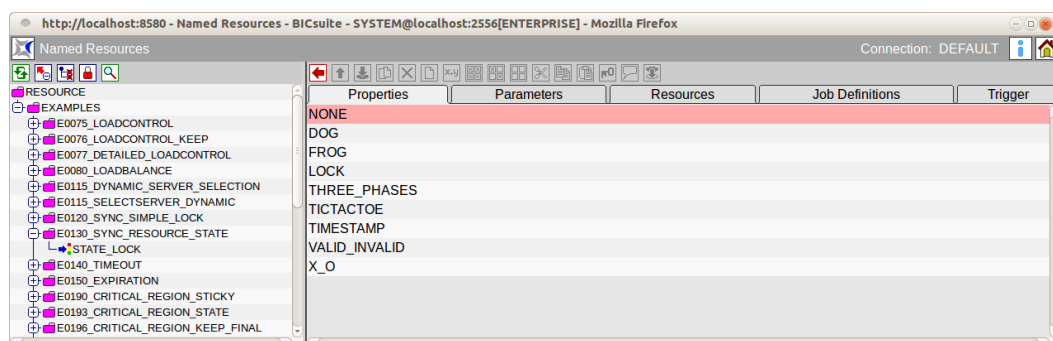 http://localhost:8580 - Named Resources - BICsuite - SYSTEM@localhost:2556[ENTERPRISE] - Mozilla Firefox
Named Resources
Connection: DEFAULT
RESOURCE
EXAMPLES
E0075_LOADCONTROL
E0076_LOADCONTROL_KEEP
E0077_DETAILED_LOADCONTROL
E0080_LOADBALANCE
E0115_DYNAMIC_SERVER_SELECTION
E0115_SELECTSERVER_DYNAMIC
E0120_SYNC_SIMPLE_LOCK
E0130_SYNC_RESOURCE_STATE
STATE_LOCK
E0140_TIMEOUT
E0150_EXPIRATION
E0190_CRITICAL_REGION_STICKY
E0193_CRITICAL_REGION_STATE
E0196_CRITICAL_REGION_KEEP_FINAL
Properties Parameters Resources Job Definitions Trigger
NONE
DOG
FROG
LOCK
THREE_PHASES
TICTACTOE
TIMESTAMP
VALID_INVALID
X_O